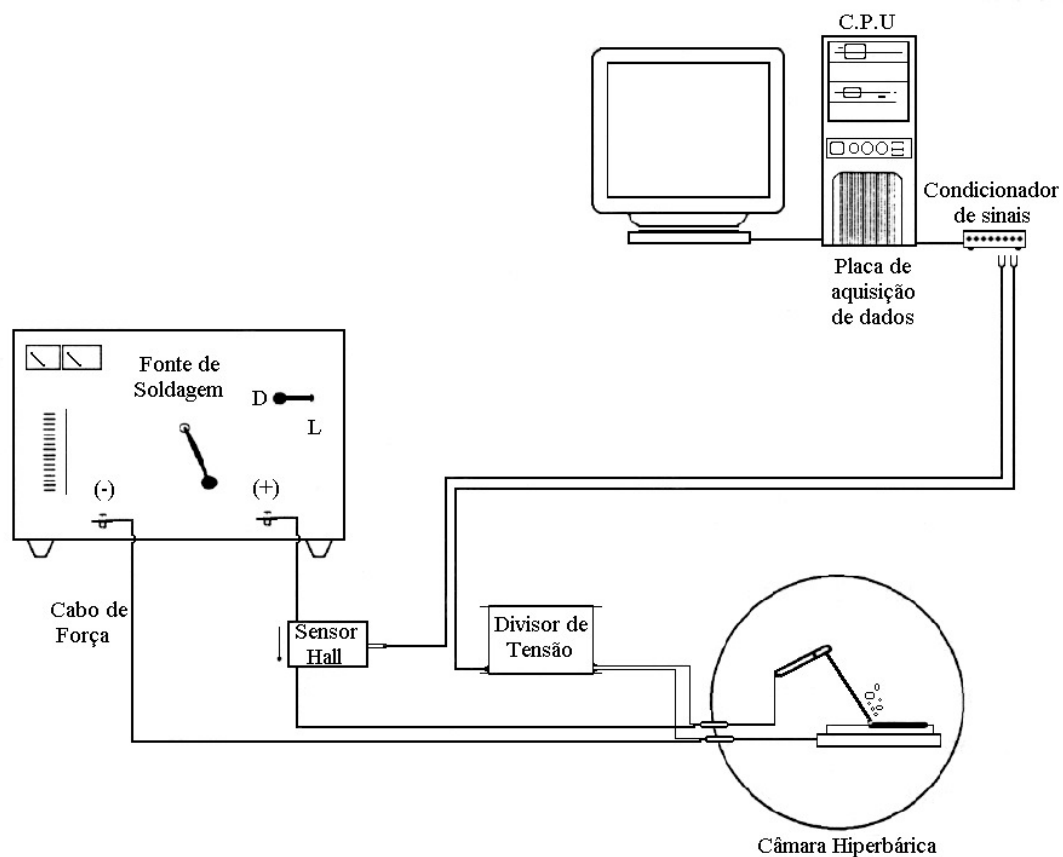 C.P.U
Condicionador
de sinais
Placa de
aquisição
de dados
Fonte de
Soldagem
D
L
(-)
(+)
Cabo de
Força
Sensor
Hall
Divisor de
Tensão
Câmara Hiperbárica